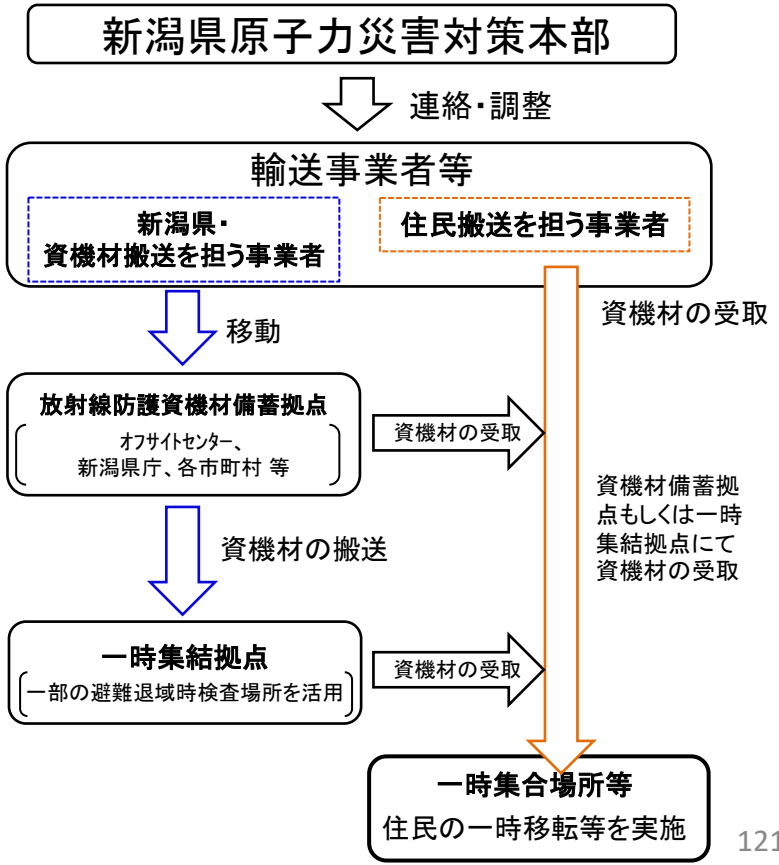 新潟県原子力災害対策本部
連絡・調整
輸送事業者等
新潟県・
資機材搬送を担う事業者
住民搬送を担う事業者
資機材の受取
移動
放射線防護資機材備蓄拠点
オフサイトセンター、
新潟県庁、各市町村 等
資機材の受取
資機材備蓄拠
点もしくは一時
集結拠点にて
資機材の受取
資機材の搬送
一時集結拠点
一部の避難退域時検査場所を活用
資機材の受取
一時集合場所等
住民の一時移転等を実施
121